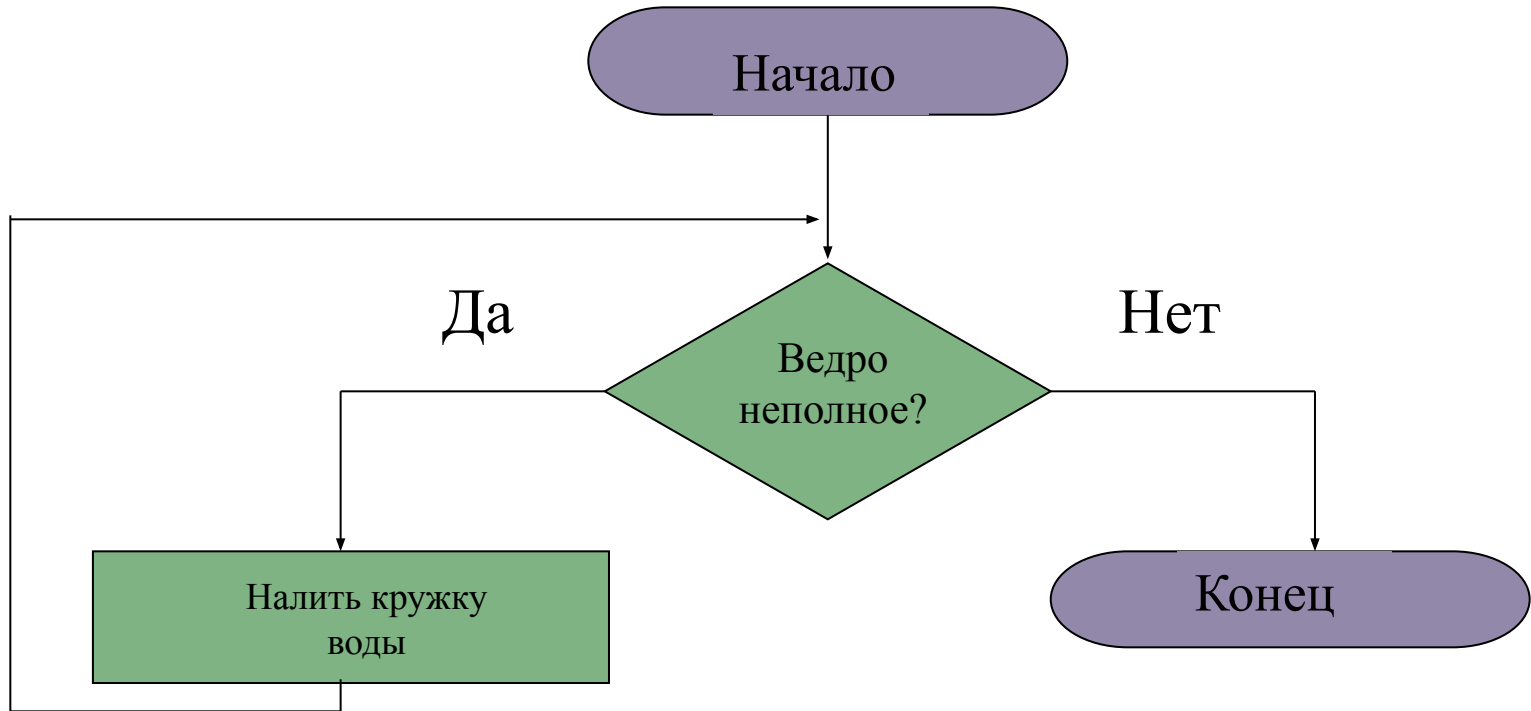 Начало
Да
Нет
Ведро
неполное?
Налить кружку
воды
Конец